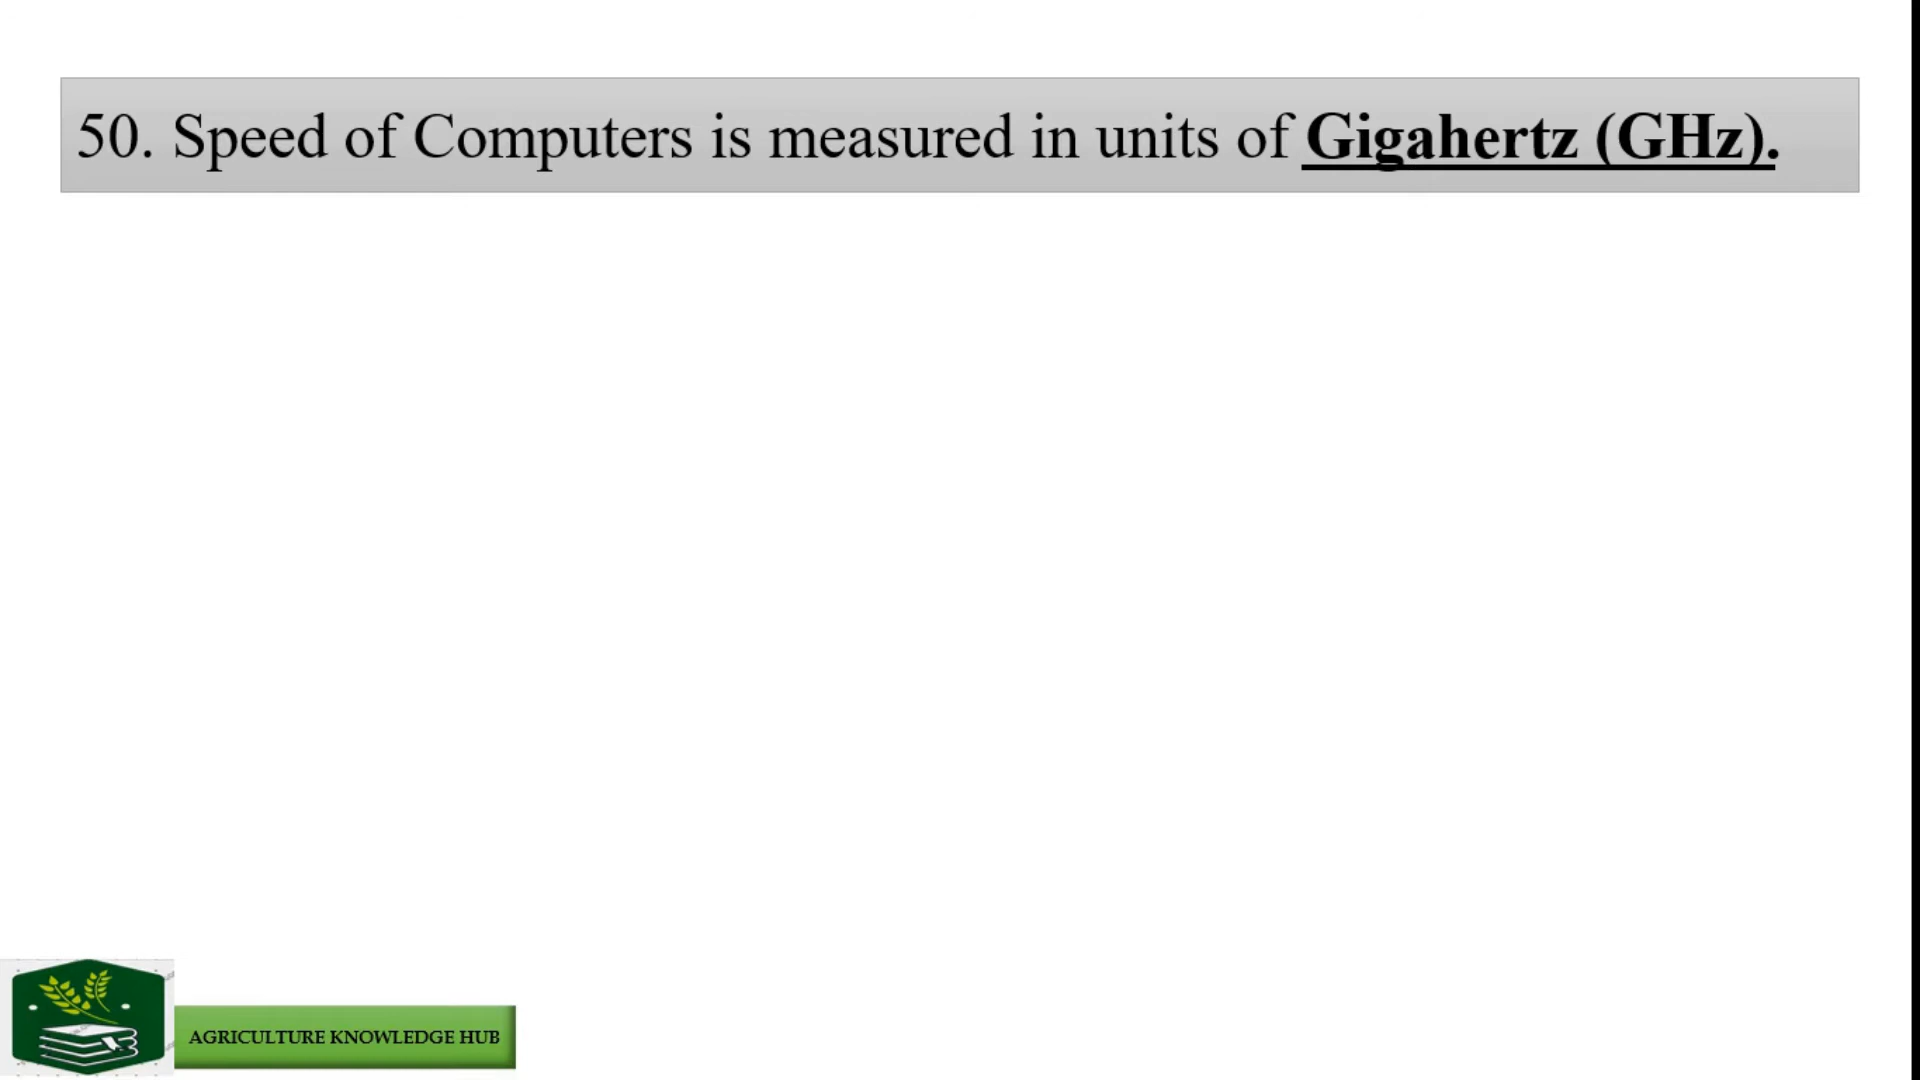 50. Speed of Computers is measured in units of Gigahertz (GHz).
AGRICULTURE KNOWLEDGE HUB